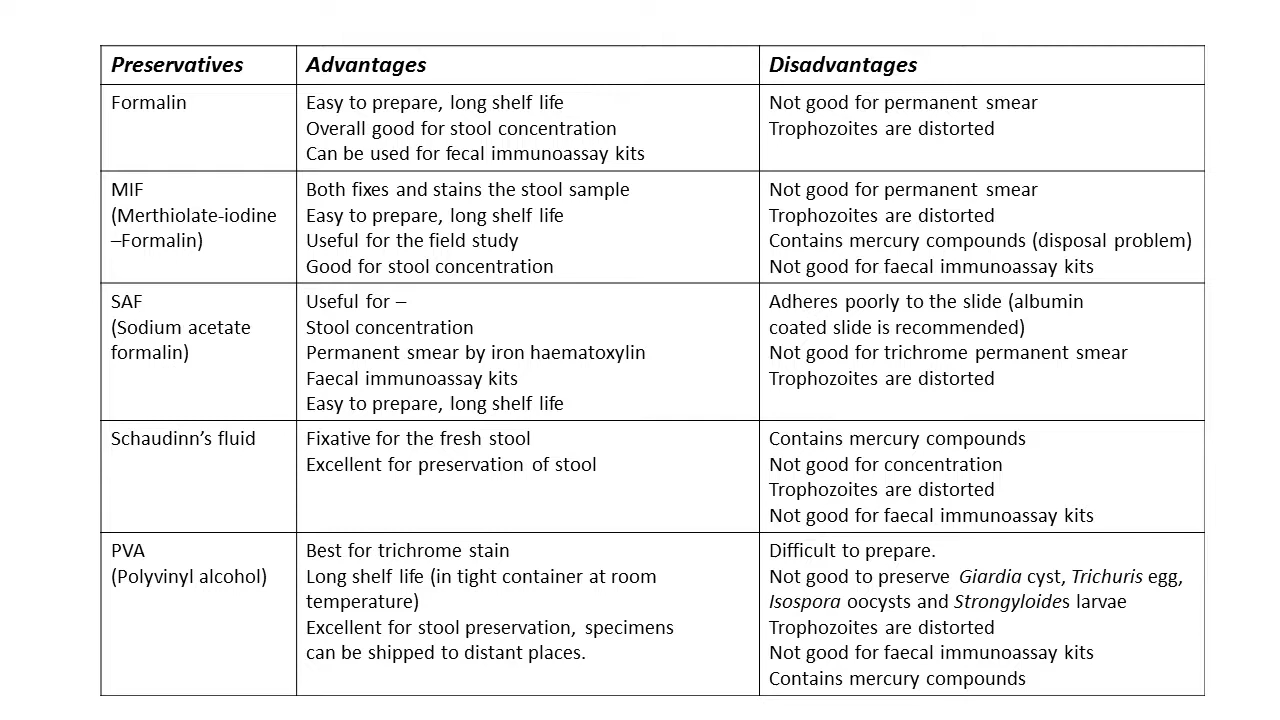 Preservatives Advantages Disadvantages
Formalin
Easy to prepare, long shelf life
Overall good for stool concentration
Can be used for fecal immunoassay kits
Not good for permanent smear
Trophozoites are distorted
MIF
(Merthiolate-iodine
–Formalin)
Both fixes and stains the stool sample
Easy to prepare, long shelf life
Useful for the field study
Good for stool concentration
Not good for permanent smear
Trophozoites are distorted
Contains mercury compounds (disposal problem)
Not good for faecal immunoassay kits
SAF
(Sodium acetate
formalin)
Useful for –
Stool concentration
Permanent smear by iron haematoxylin
Faecal immunoassay kits
Easy to prepare, long shelf life
Adheres poorly to the slide (albumin
coated slide is recommended)
Not good for trichrome permanent smear
Trophozoites are distorted
Schaudinn’s fluid
Fixative for the fresh stool
Excellent for preservation of stool
Contains mercury compounds
Not good for concentration
Trophozoites are distorted
Not good for faecal immunoassay kits
PVA
(Polyvinyl alcohol)
Best for trichrome stain
Long shelf life (in tight container at room
temperature)
Excellent for stool preservation, specimens
can be shipped to distant places.
Difficult to prepare.
Not good to preserve Giardia cyst, Trichuris egg,
Isospora oocysts and Strongyloides larvae
Trophozoites are distorted
Not good for faecal immunoassay kits
Contains mercury compounds